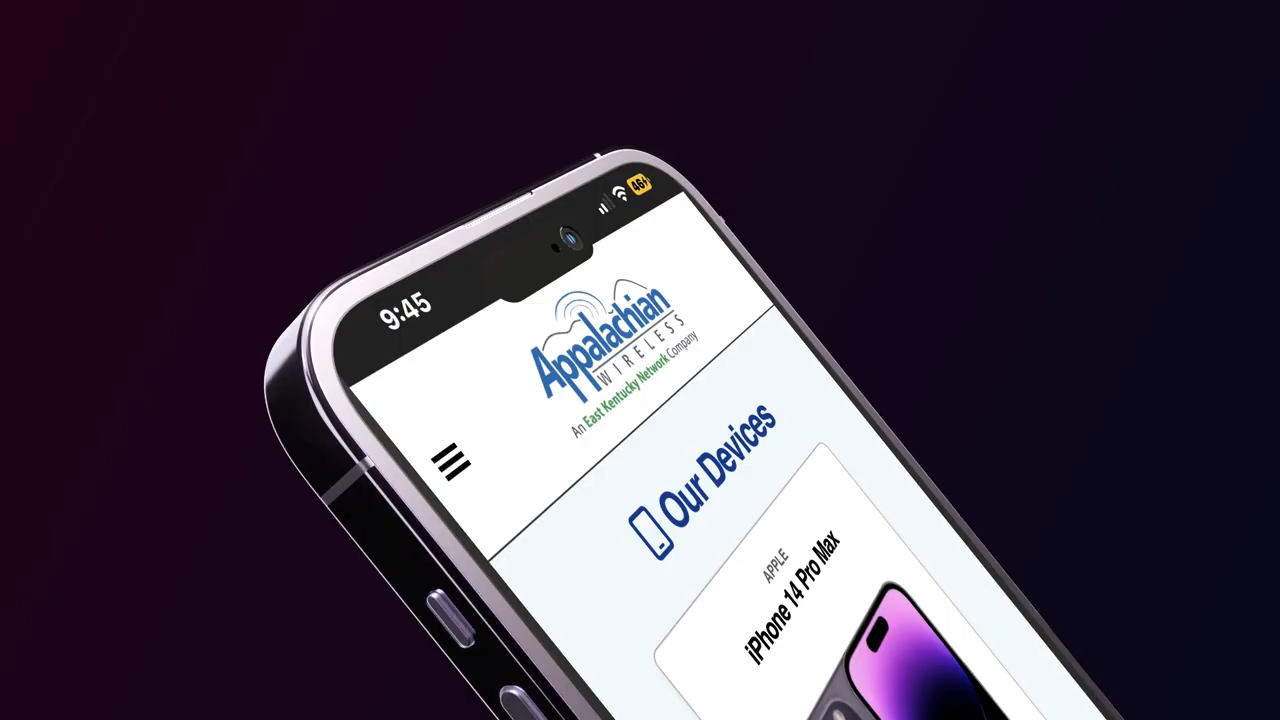 9:45
46
Appalachian
WIRELESS
An East Kentucky Network Company
Our Devices
APPLE
iPhone 14 Pro Max